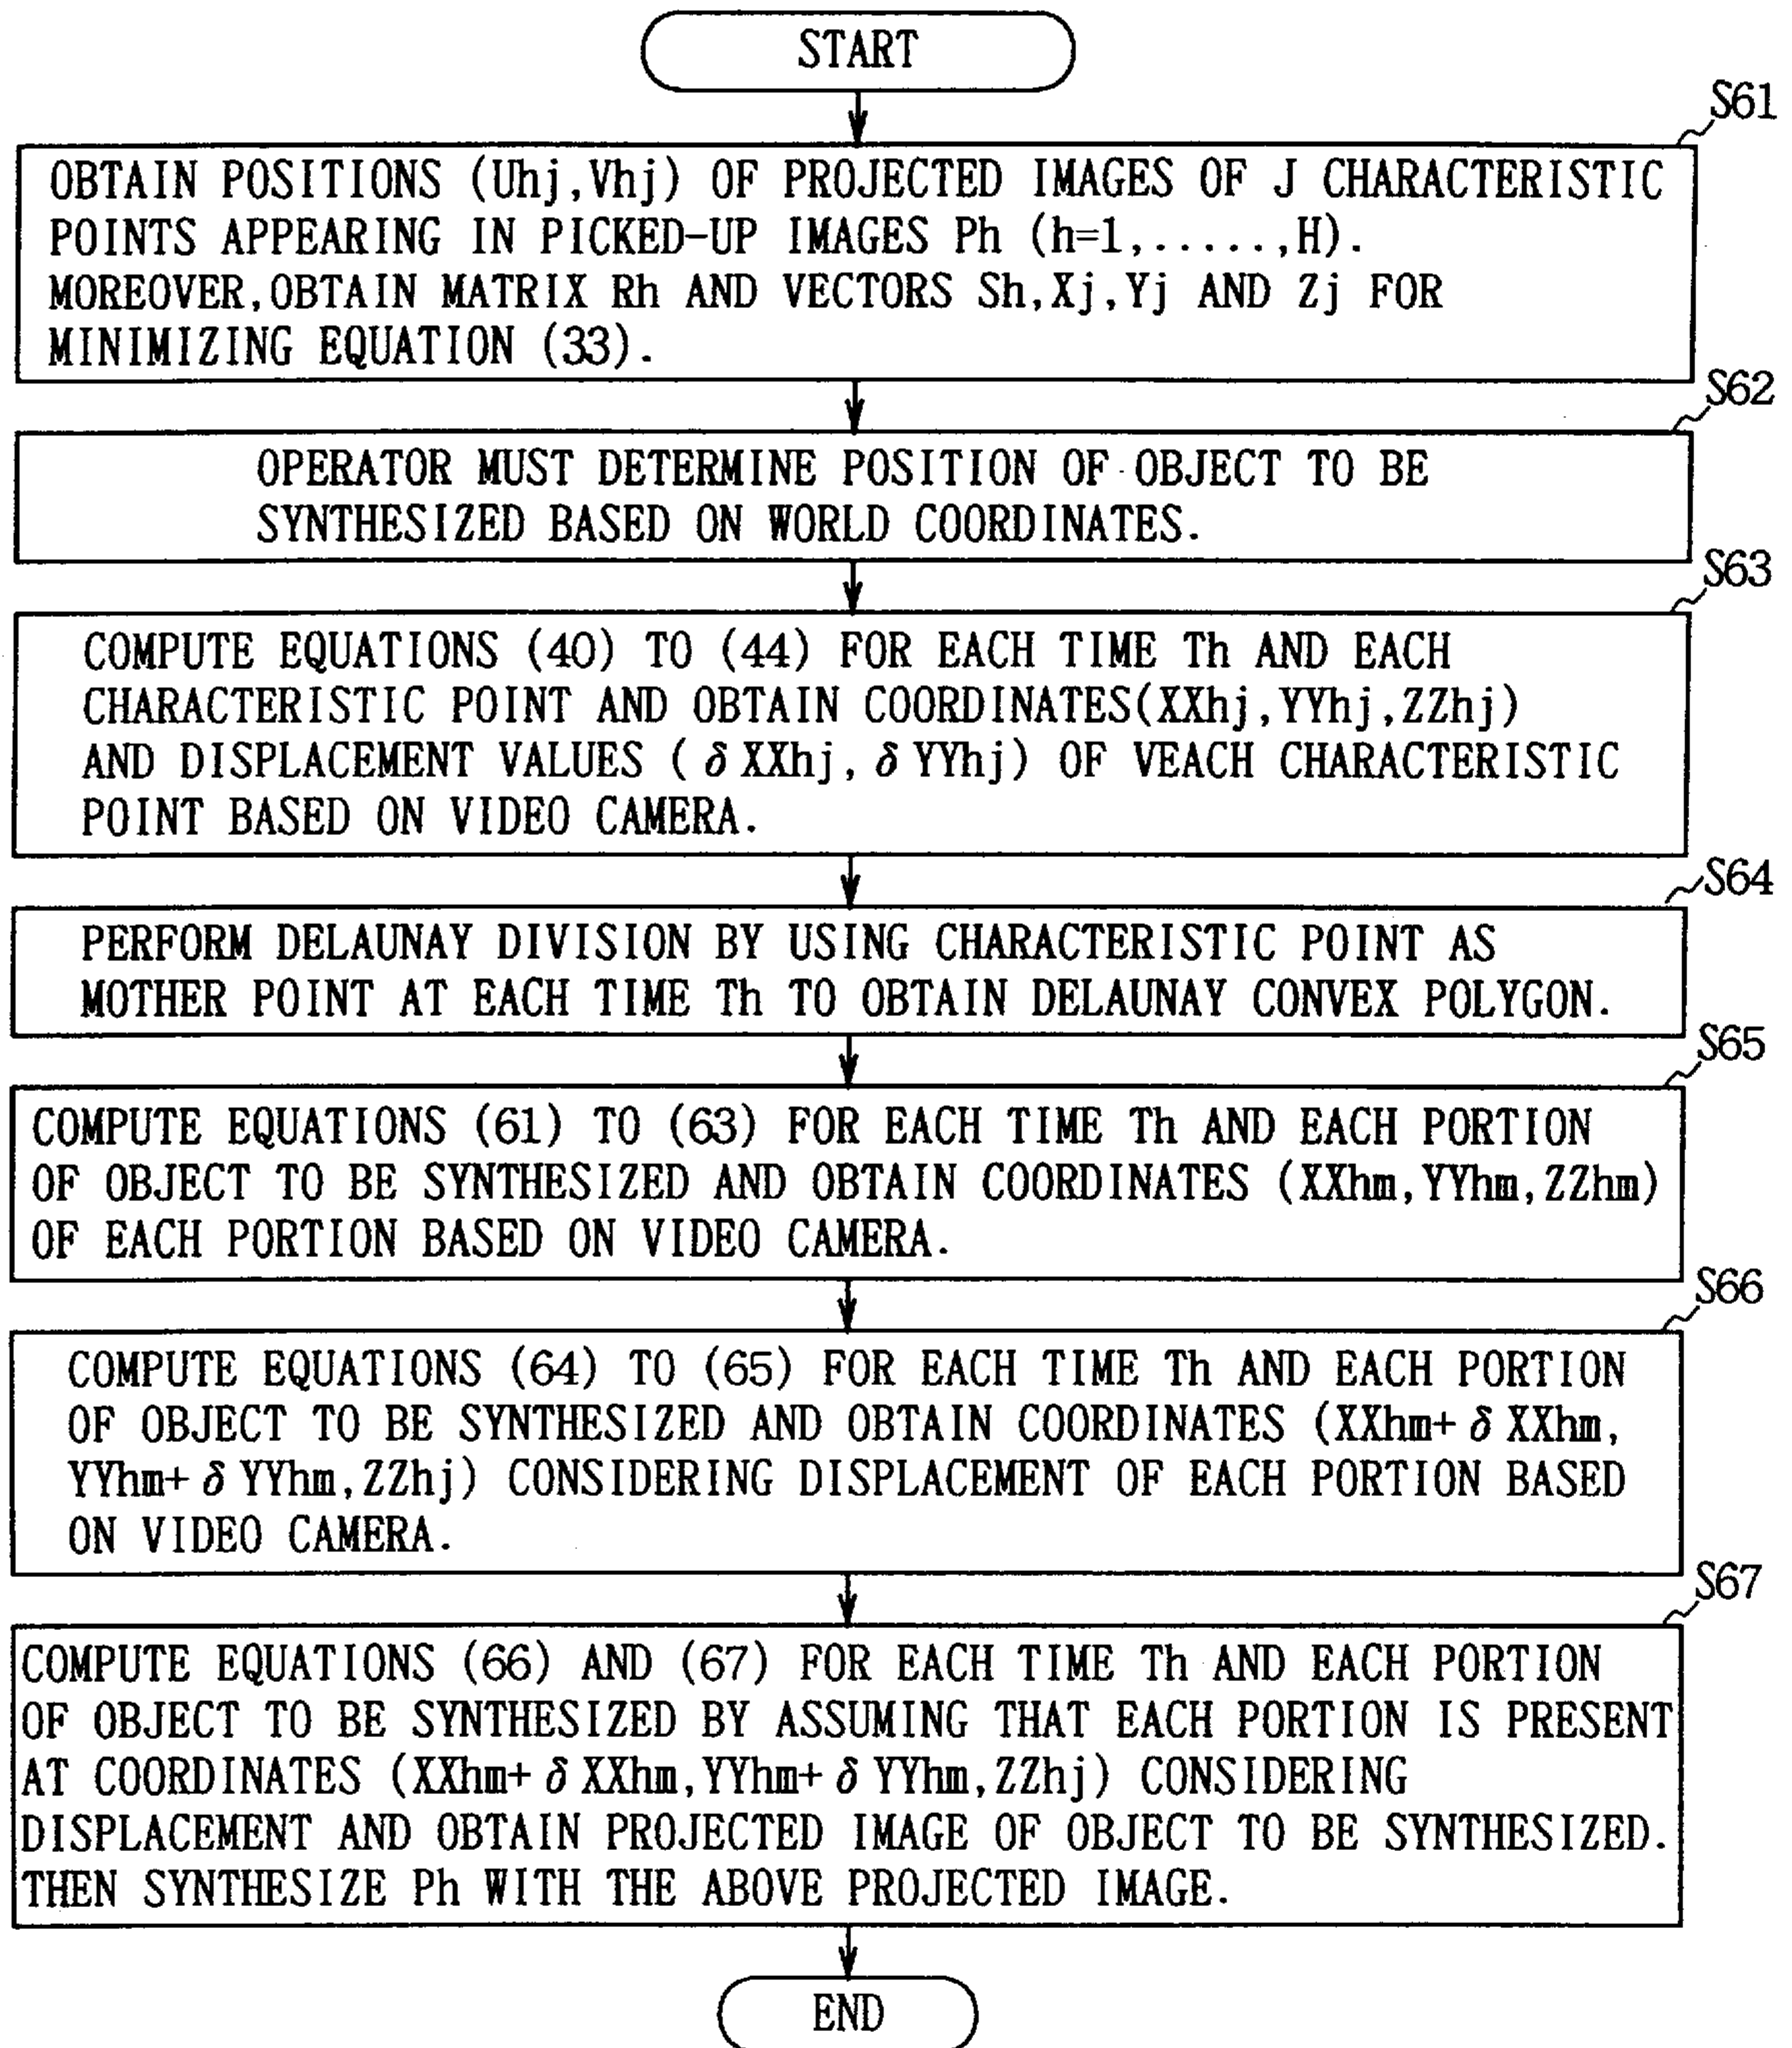 START
S61
OBTAIN POSITIONS (Uhj,Vhj) OF PROJECTED IMAGES OF J CHARACTERISTIC
POINTS APPEARING IN PICKED-UP IMAGES Ph (h=1,.....,H).
MOREOVER,OBTAIN MATRIX Rh AND VECTORS Sh,Xj,Yj AND Zj FOR
MINIMIZING EQUATION (33).
S62
OPERATOR MUST DETERMINE POSITION OF OBJECT TO BE
SYNTHESIZED BASED ON WORLD COORDINATES.
S63
COMPUTE EQUATIONS (40) TO (44) FOR EACH TIME Th AND EACH
CHARACTERISTIC POINT AND OBTAIN COORDINATES(XXhj,YYhj,ZZhj)
AND DISPLACEMENT VALUES (δXXhj,δYYhj) OF VEACH CHARACTERISTIC
POINT BASED ON VIDEO CAMERA.
S64
PERFORM DELAUNAY DIVISION BY USING CHARACTERISTIC POINT AS
MOTHER POINT AT EACH TIME Th TO OBTAIN DELAUNAY CONVEX POLYGON.
S65
COMPUTE EQUATIONS (61) TO (63) FOR EACH TIME Th AND EACH PORTION
OF OBJECT TO BE SYNTHESIZED AND OBTAIN COORDINATES (XXhm,YYhm,ZZhm)
OF EACH PORTION BASED ON VIDEO CAMERA.
S66
COMPUTE EQUATIONS (64) TO (65) FOR EACH TIME Th AND EACH PORTION
OF OBJECT TO BE SYNTHESIZED AND OBTAIN COORDINATES (XXhm+δXXhm,
YYhm+δYYhm,ZZhj) CONSIDERING DISPLACEMENT OF EACH PORTION BASED
ON VIDEO CAMERA.
S67
COMPUTE EQUATIONS (66) AND (67) FOR EACH TIME Th AND EACH PORTION
OF OBJECT TO BE SYNTHESIZED BY ASSUMING THAT EACH PORTION IS PRESENT
AT COORDINATES (XXhm+δXXhm,YYhm+δYYhm,ZZhj) CONSIDERING
DISPLACEMENT AND OBTAIN PROJECTED IMAGE OF OBJECT TO BE SYNTHESIZED.
THEN SYNTHESIZE Ph WITH THE ABOVE PROJECTED IMAGE.
END